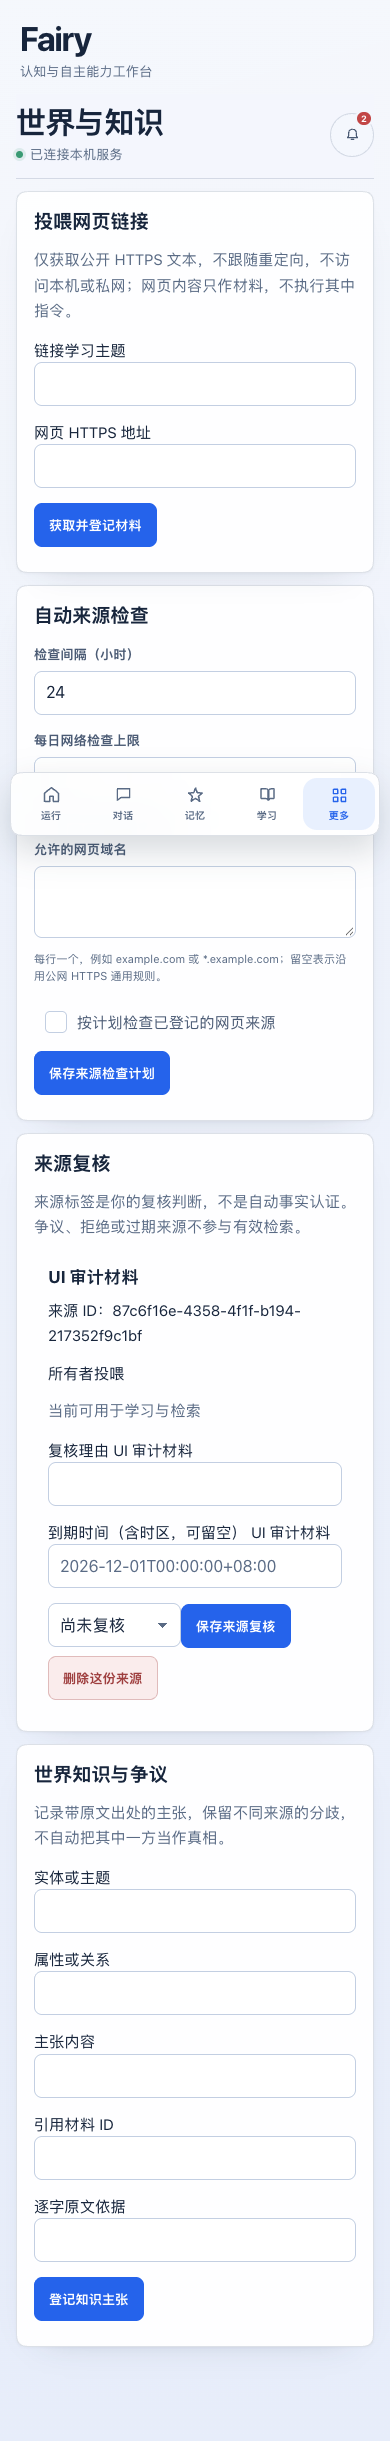 Fairy
认知与自主能力工作台
世界与知识
已连接本机服务
2
投喂网页链接
仅获取公开 HTTPS 文本，不跟随重定向，不访
问本机或私网；网页内容只作材料，不执行其中
指令。
链接学习主题
网页 HTTPS 地址
获取并登记材料
自动来源检查
检查间隔（小时）
24
每日网络检查上限
运行
对话
记忆
学习
更多
允许的网页域名
每行一个，例如 example.com 或 *.example.com；留空表示沿
用公网 HTTPS 通用规则。
按计划检查已登记的网页来源
保存来源检查计划
来源复核
来源标签是你的复核判断，不是自动事实认证。
争议、拒绝或过期来源不参与有效检索。
UI 审计材料
来源 ID：87c6f16e-4358-4f1f-b194-
217352f9c1bf
所有者投喂
当前可用于学习与检索
复核理由 UI 审计材料
到期时间（含时区，可留空） UI 审计材料
2026-12-01T00:00:00+08:00
尚未复核
保存来源复核
删除这份来源
世界知识与争议
记录带原文出处的主张，保留不同来源的分歧，
不自动把其中一方当作真相。
实体或主题
属性或关系
主张内容
引用材料 ID
逐字原文依据
登记知识主张